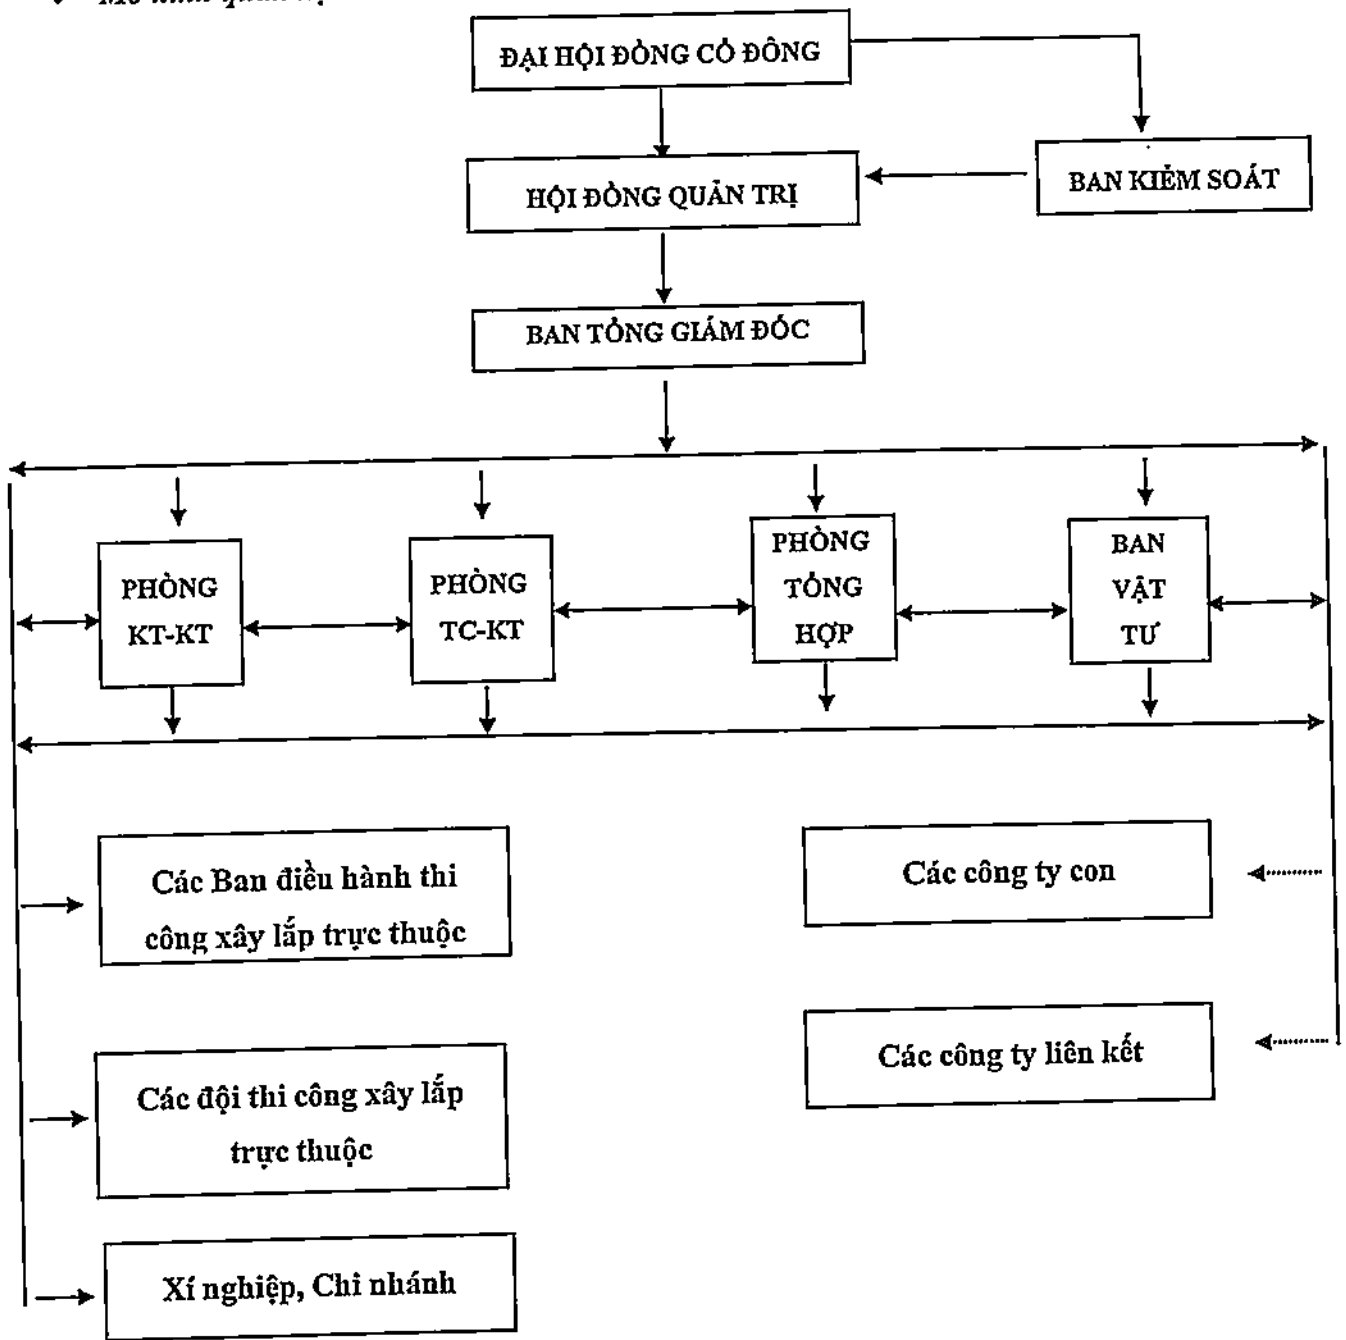 ĐẠI HỘI ĐỒNG CỔ ĐÔNG
HỘI ĐỒNG QUẢN TRỊ
BAN KIỂM SOÁT
BAN TỔNG GIÁM ĐỐC
PHÒNG
KT-KT
PHÒNG
TC-KT
PHÒNG
TỔNG
HỢP
BAN
VẬT
TƯ
Các Ban điều hành thi
công xây lắp trực thuộc
Các công ty con
Các đội thi công xây lắp
trực thuộc
Các công ty liên kết
Xí nghiệp, Chi nhánh